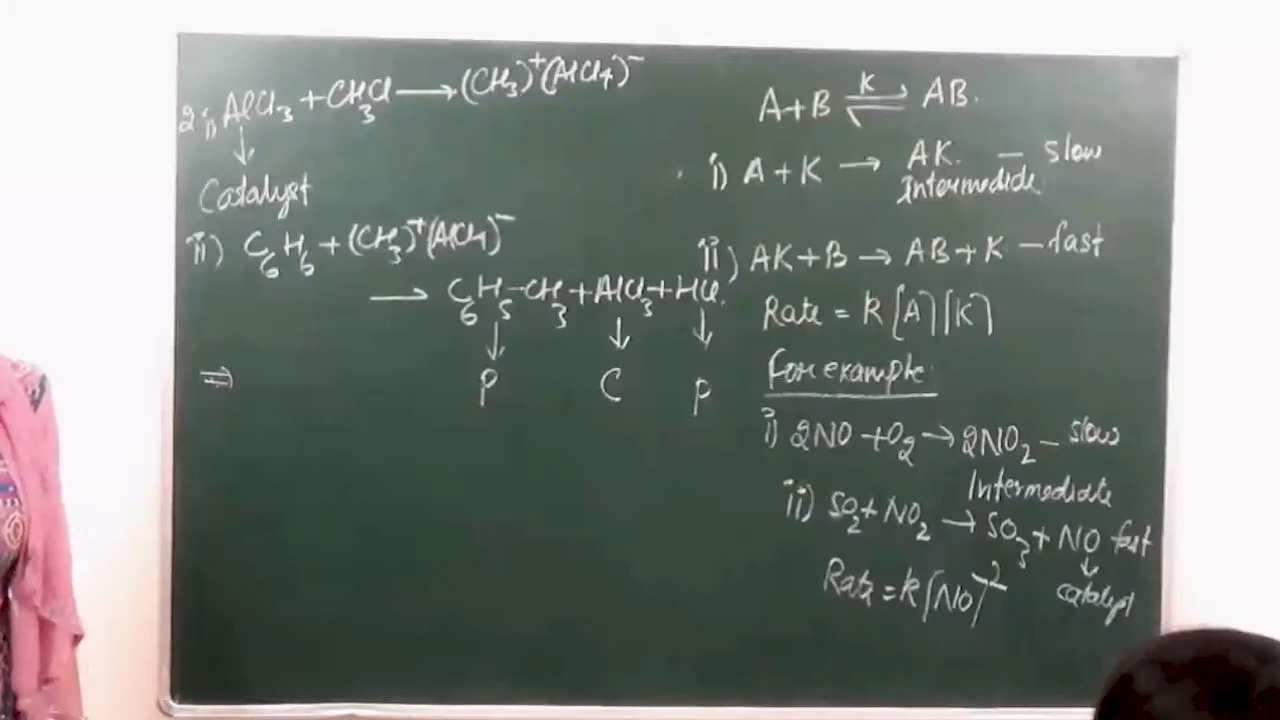 2 i) AlCl₃ + CH₃Cl ⟶ (CH₃)⁺(AlCl₄)⁻
↓
Catalyst
ii) C₆H₆ + (CH₃)⁺(AlCl₄)⁻
⟶ C₆H₅-CH₃ + AlCl₃ + HCl.
↓ ↓ ↓
⇒ P C P
A+B ⇌ AB.
K
i) A + K → AK. – slow
Intermedide
ii) AK + B → AB + K – fast
Rate = k[A][K]
For example
i) 2NO + O₂ → 2NO₂ – slow
Intermediate
ii) SO₂ + NO₂ → SO₃ + NO fast
↓
catalyst
Rate = k[NO]²